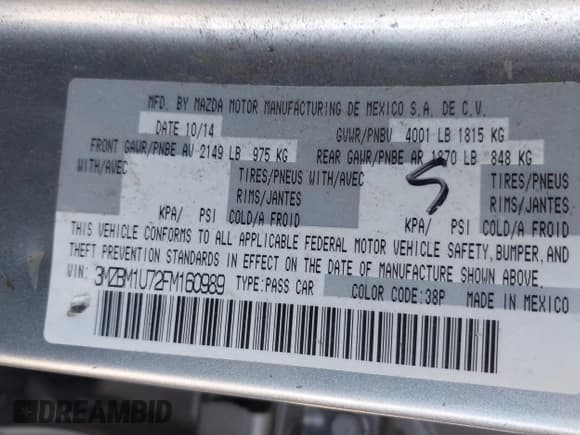 MFD. BY MAZDA MOTOR MANUFACTURING DE MEXICO S.A. DE C.V.
DATE 10/14 GVWR/PNBV 4001 LB 1815 KG
FRONT GAWR/PNBE AV 2149 LB 975 KG REAR GAWR/PNBE AR 1870 LB 848 KG
WITH/AVEC TIRES/PNEUS WITH/AVEC TIRES/PNEUS
RIMS/JANTES RIMS/JANTES
5
KPA/ PSI COLD/A FROID KPA/ PSI COLD/A FROID
THIS VEHICLE CONFORMS TO ALL APPLICABLE FEDERAL MOTOR VEHICLE SAFETY, BUMPER, AND
THEFT PREVENTION STANDARDS IN EFFECT ON THE DATE OF MANUFACTURE SHOWN ABOVE.
VIN: 3MZBM1U72FM160989 TYPE:PASS CAR COLOR CODE:38P MADE IN MEXICO
DREAMBID